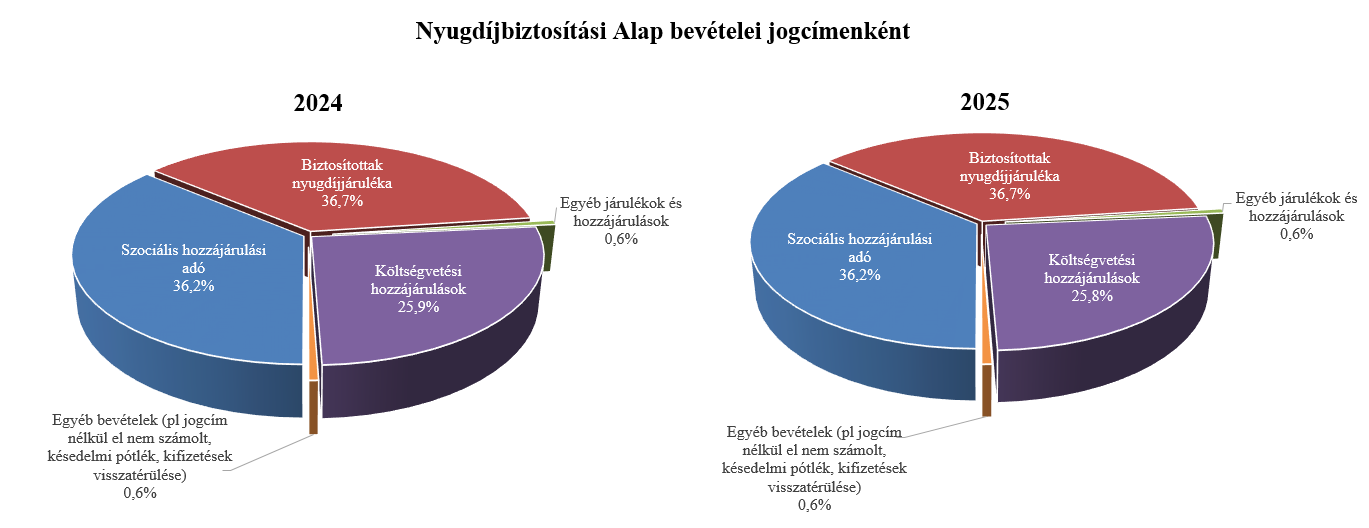 Nyugdíjbiztosítási Alap bevételei jogcímenként
2024
Biztosítottak
nyugdíjjáruléka
36,7%
Egyéb járulékok és
hozzájárulások
0,6%
Szociális hozzájárulási
adó
36,2%
Költségvetési
hozzájárulások
25,9%
Egyéb bevételek (pl jogcím
nélkül el nem számolt,
késedelmi pótlék, kifizetések
visszatérülése)
0,6%
2025
Biztosítottak
nyugdíjjáruléka
36,7%
Egyéb járulékok és
hozzájárulások
0,6%
Szociális hozzájárulási
adó
36,2%
Költségvetési
hozzájárulások
25,8%
Egyéb bevételek (pl jogcím
nélkül el nem számolt,
késedelmi pótlék, kifizetések
visszatérülése)
0,6%